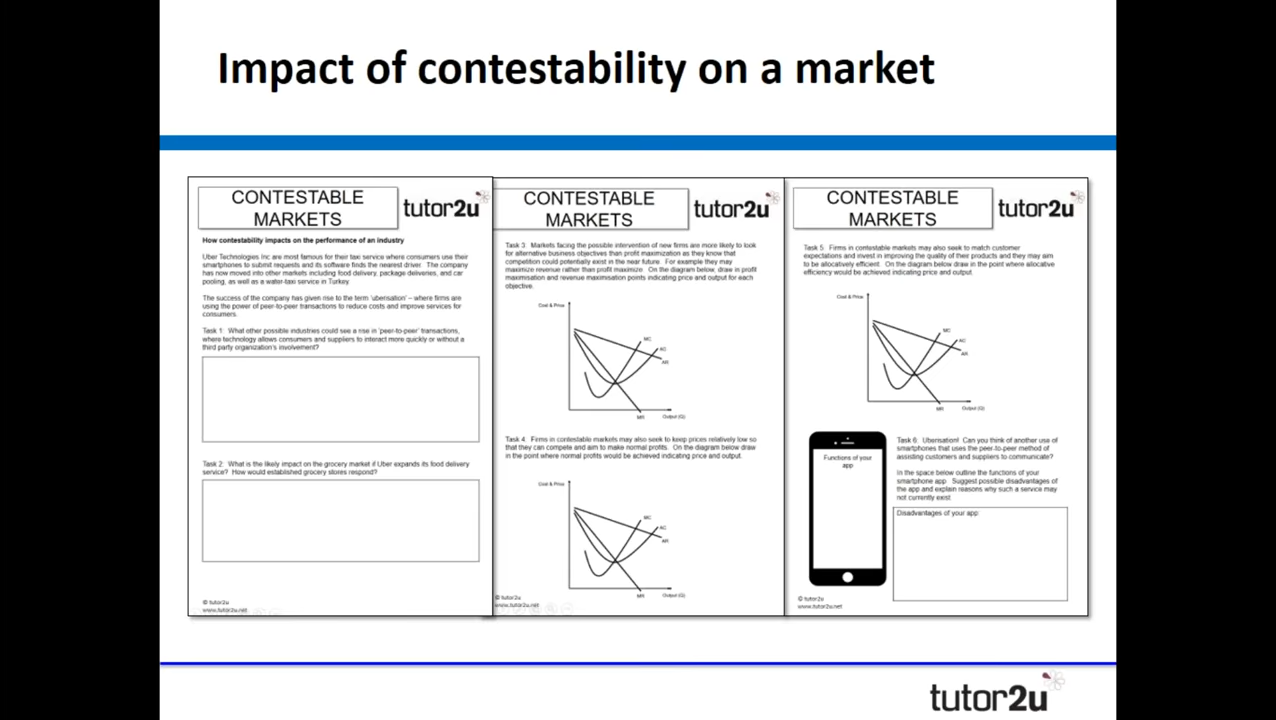 Impact of contestability on a market
CONTESTABLE
MARKETS
tutor2u
How contestability impacts on the performance of an industry
Uber Technologies Inc are most famous for their taxi service where consumers use their
smartphones to submit requests and its software finds the nearest driver. The company
has now moved into other markets including food delivery, package deliveries, and car
pooling, as well as a water-taxi service in Turkey.
The success of the company has given rise to the term 'uberisation' – where firms are
using the power of peer-to-peer transactions to reduce costs and improve services for
consumers.
Task 1: What other possible industries could see a rise in 'peer-to-peer' transactions,
where technology allows consumers and suppliers to interact more quickly or without a
third party organization's involvement?
Task 2: What is the likely impact on the grocery market if Uber expands its food delivery
service? How would established grocery stores respond?
© tutor2u
www.tutor2u.net
CONTESTABLE
MARKETS
tutor2u
Task 3: Markets facing the possible intervention of new firms are more likely to look
for alternative business objectives than profit maximization as they know that
competition could potentially exist in the near future. For example they may
maximize revenue rather than profit maximize. On the diagram below, draw in profit
maximisation and revenue maximisation points indicating price and output for each
objective.
Cost & Price
MC
AC
AR
MR
Output (Q)
Task 4: Firms in contestable markets may also seek to keep prices relatively low so
that they can compete and aim to make normal profits. On the diagram below draw
in the point where normal profits would be achieved indicating price and output.
Cost & Price
MC
AC
AR
MR
Output (Q)
© tutor2u
www.tutor2u.net
CONTESTABLE
MARKETS
tutor2u
Task 5: Firms in contestable markets may also seek to match customer
expectations and invest in improving the quality of their products and they may aim
to be allocatively efficient. On the diagram below draw in the point where allocative
efficiency would be achieved indicating price and output.
Cost & Price
MC
AC
AR
MR
Output (Q)
Functions of your
app
Task 6: Uberisation! Can you think of another use of
smartphones that uses the peer-to-peer method of
assisting customers and suppliers to communicate?
In the space below outline the functions of your
smartphone app. Suggest possible disadvantages of
the app and explain reasons why such a service may
not currently exist.
Disadvantages of your app
© tutor2u
www.tutor2u.net
tutor2u